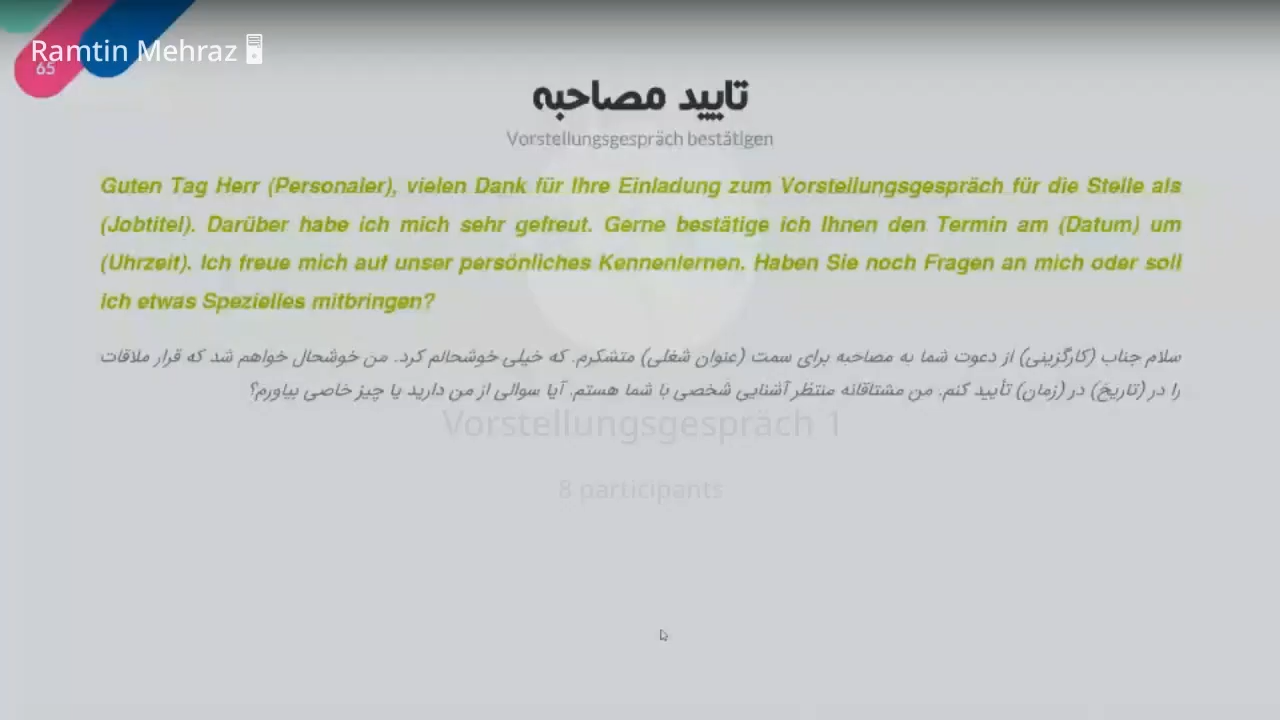 Ramtin Mehraz
65
تایید مصاحبه
Vorstellungsgespräch bestätigen
Guten Tag Herr (Personaler), vielen Dank für Ihre Einladung zum Vorstellungsgespräch für die Stelle als
(Jobtitel). Darüber habe ich mich sehr gefreut. Gerne bestätige ich Ihnen den Termin am (Datum) um
(Uhrzeit). Ich freue mich auf unser persönliches Kennenlernen. Haben Sie noch Fragen an mich oder soll
ich etwas Spezielles mitbringen?
سلام جناب (کارگزینی) از دعوت شما به مصاحبه برای سمت (عنوان شغلی) متشکرم. که خیلی خوشحالم کرد. من خوشحال خواهم شد که قرار ملاقات
را در (تاریخ) در (زمان) تأیید کنم. من مشتاقانه منتظر آشنایی شخصی با شما هستم. آیا سوالی از من دارید یا چیز خاصی بیاورم؟
Vorstellungsgespräch 1
8 participants